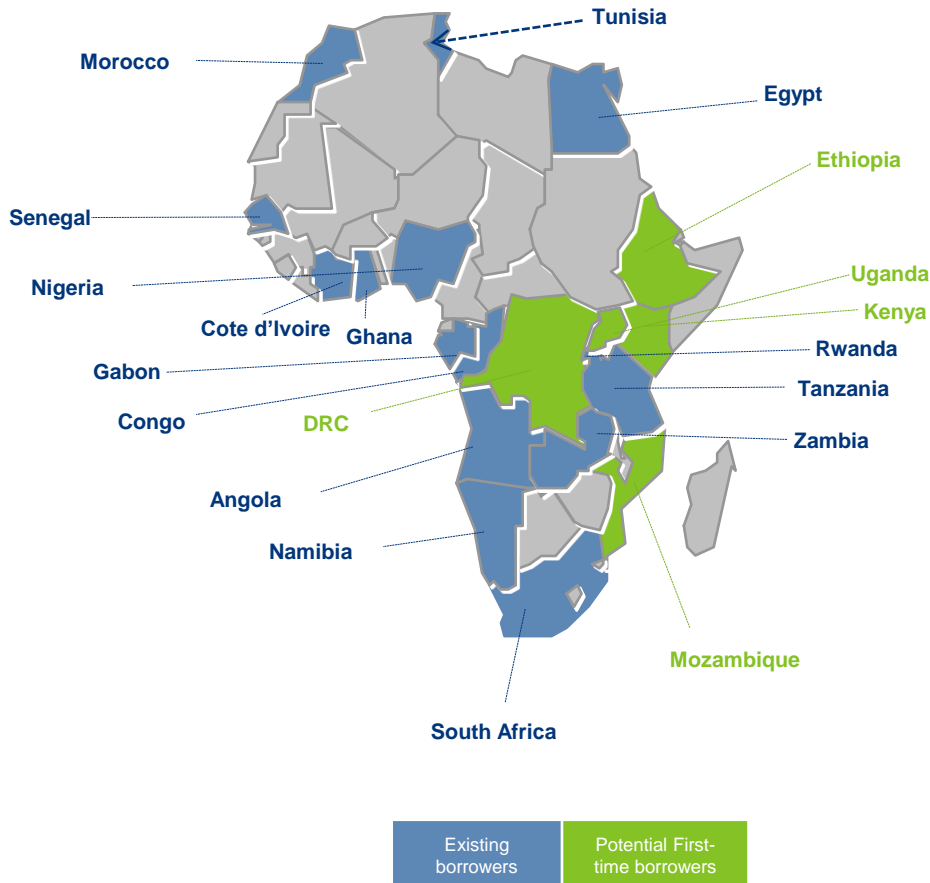 Tunisia
Morocco
Egypt
Ethiopia
Senegal
Uganda
Nigeria
Kenya
Cote d’Ivoire
Ghana
Rwanda
Gabon
Tanzania
Congo
DRC
Zambia
Angola
Namibia
Mozambique
South Africa
Existing
borrowers
Potential First-
time borrowers